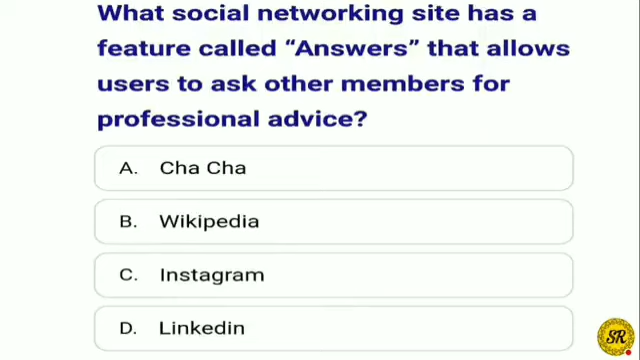 What social networking site has a
feature called “Answers” that allows
users to ask other members for
professional advice?
A. Cha Cha
B. Wikipedia
C. Instagram
D. Linkedin
SR